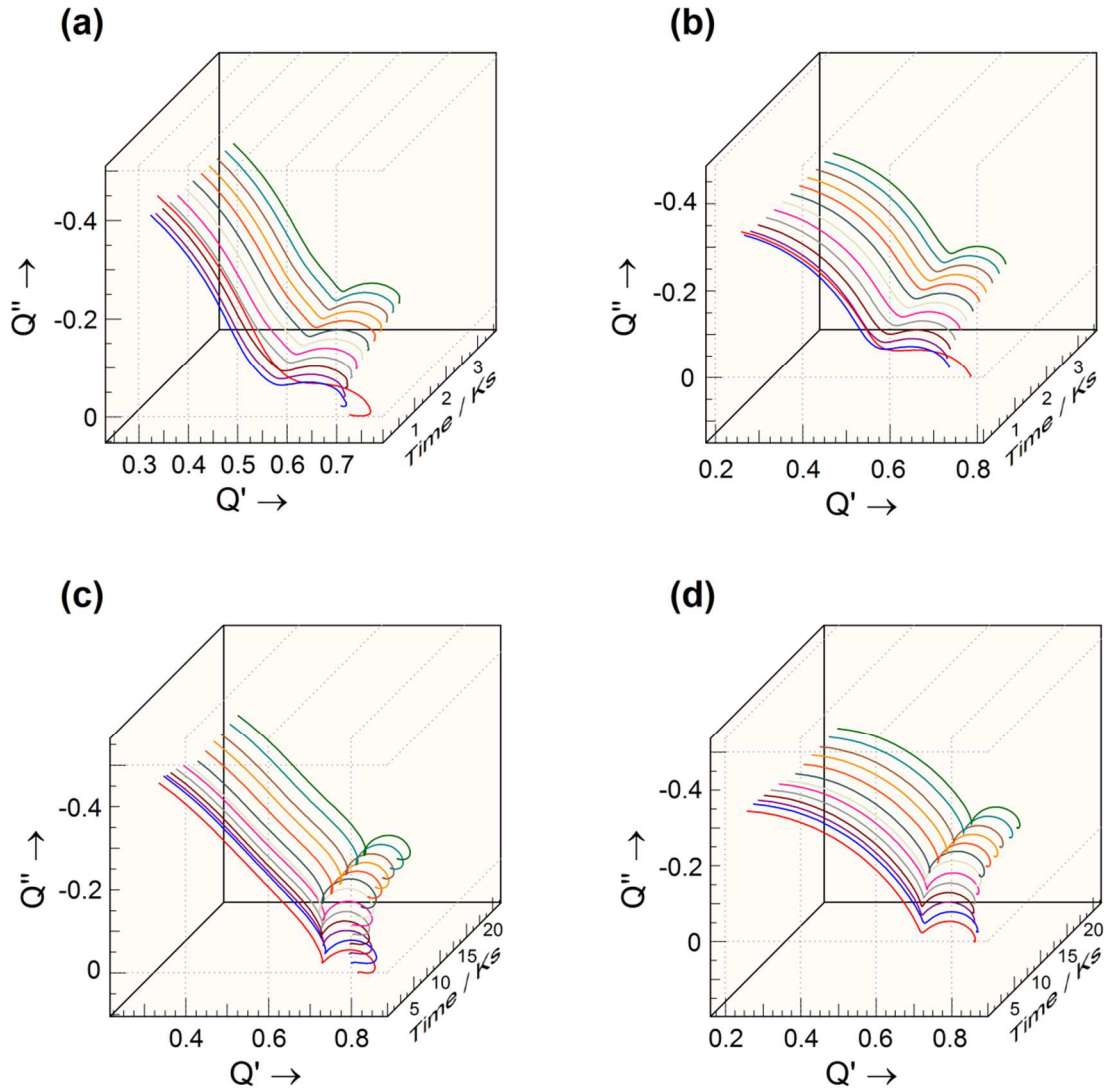 (a)
-0.4
-0.2
0
Q'' →
0.3 0.4 0.5 0.6 0.7
Q' →
1 2 3
Time / Ks
(b)
-0.4
-0.2
0
Q'' →
0.2 0.4 0.6 0.8
Q' →
1 2 3
Time / Ks
(c)
-0.4
-0.2
0
Q'' →
0.4 0.6 0.8
Q' →
5 10 15 20
Time / Ks
(d)
-0.4
-0.2
0
Q'' →
0.2 0.4 0.6 0.8
Q' →
5 10 15 20
Time / Ks